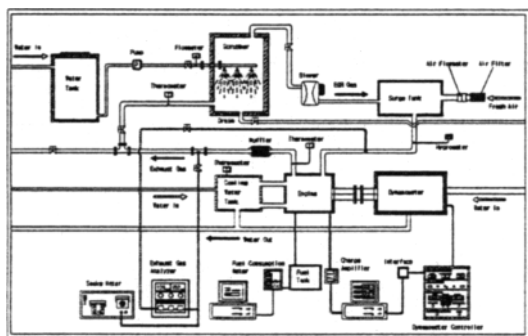 Water In
Pump
Flowmeter
Scrubber
Water
Tank
Thermometer
Drain
Blower
EGR Gas
Surge Tank
Air Flowmeter
Air Filter
Fresh Air
Muffler
Thermometer
Exhaust Gas
Thermometer
Cooling
Water
Tank
Engine
Dynamometer
Water In
Water In
Water Out
Smoke Meter
Exhaust Gas
Analyzer
Fuel Consumption
Meter
Fuel
Tank
Charge
Amplifier
Interface
Dynamometer Controller